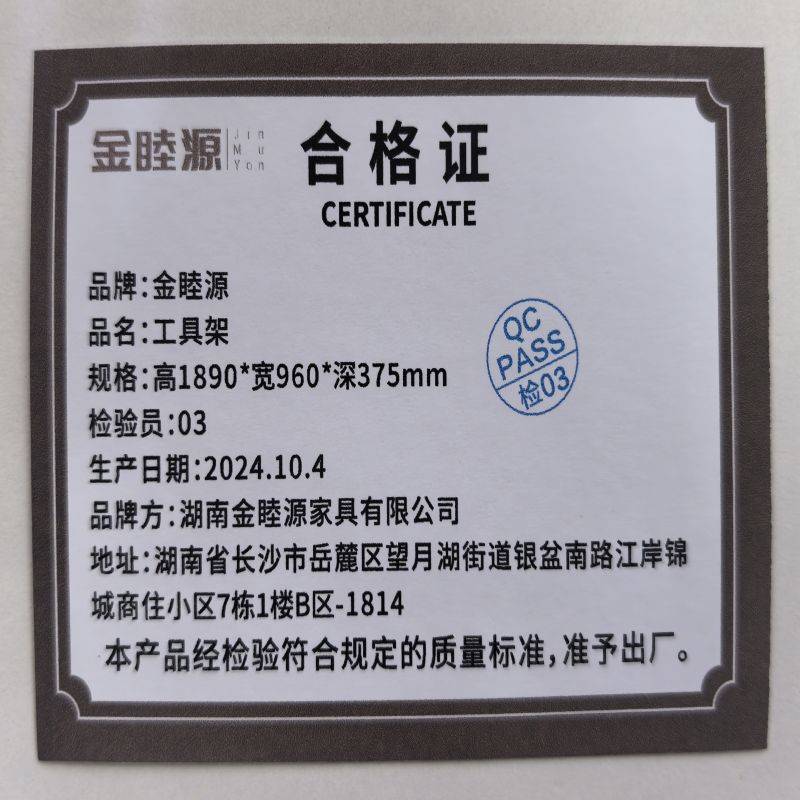 金睦源
Jin
Mu
Yon
合格证
CERTIFICATE
品牌:金睦源
品名:工具架
规格:高1890*宽960*深375mm
QC
PASS
检03
检验员:03
生产日期:2024.10.4
品牌方:湖南金睦源家具有限公司
地址:湖南省长沙市岳麓区望月湖街道银盆南路江岸锦
城商住小区7栋1楼B区-1814
本产品经检验符合规定的质量标准,准予出厂。